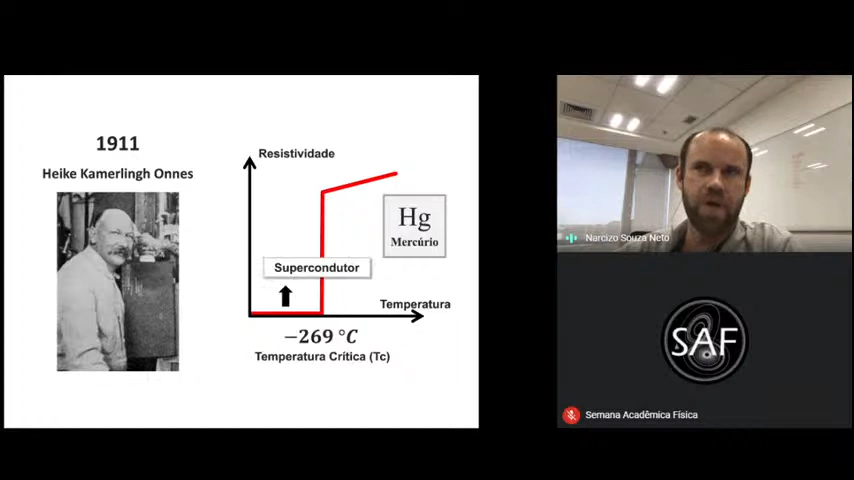 1911
Heike Kamerlingh Onnes
Resistividade
Hg
Mercúrio
Supercondutor
Temperatura
−269 °C
Temperatura Crítica (Tc)
Narcizo Souza Neto
SAF
Semana Acadêmica Física